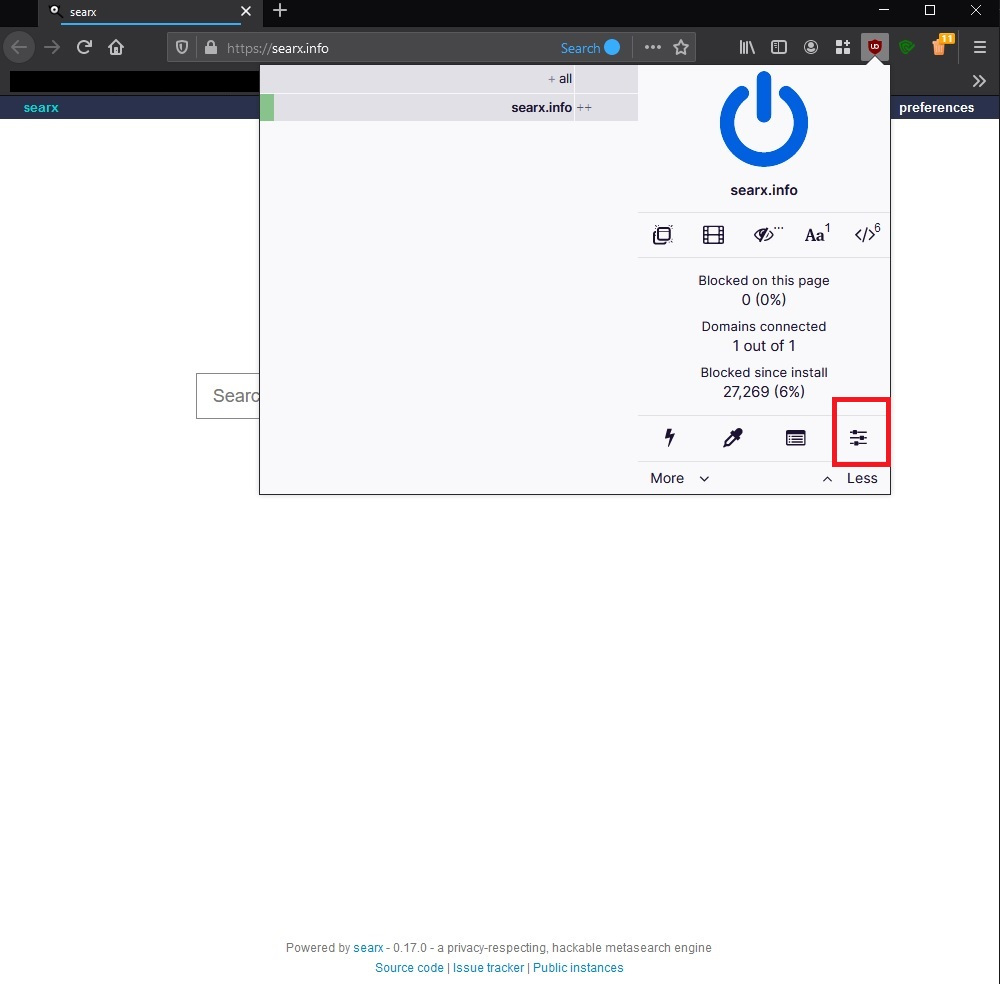 searx
https://searx.info
Search
11
searx
preferences
+ all
searx.info ++
searx.info
Aa 1
</> 6
Blocked on this page
0 (0%)
Domains connected
1 out of 1
Blocked since install
27,269 (6%)
More
Less
Searc
Powered by searx - 0.17.0 - a privacy-respecting, hackable metasearch engine
Source code | Issue tracker | Public instances